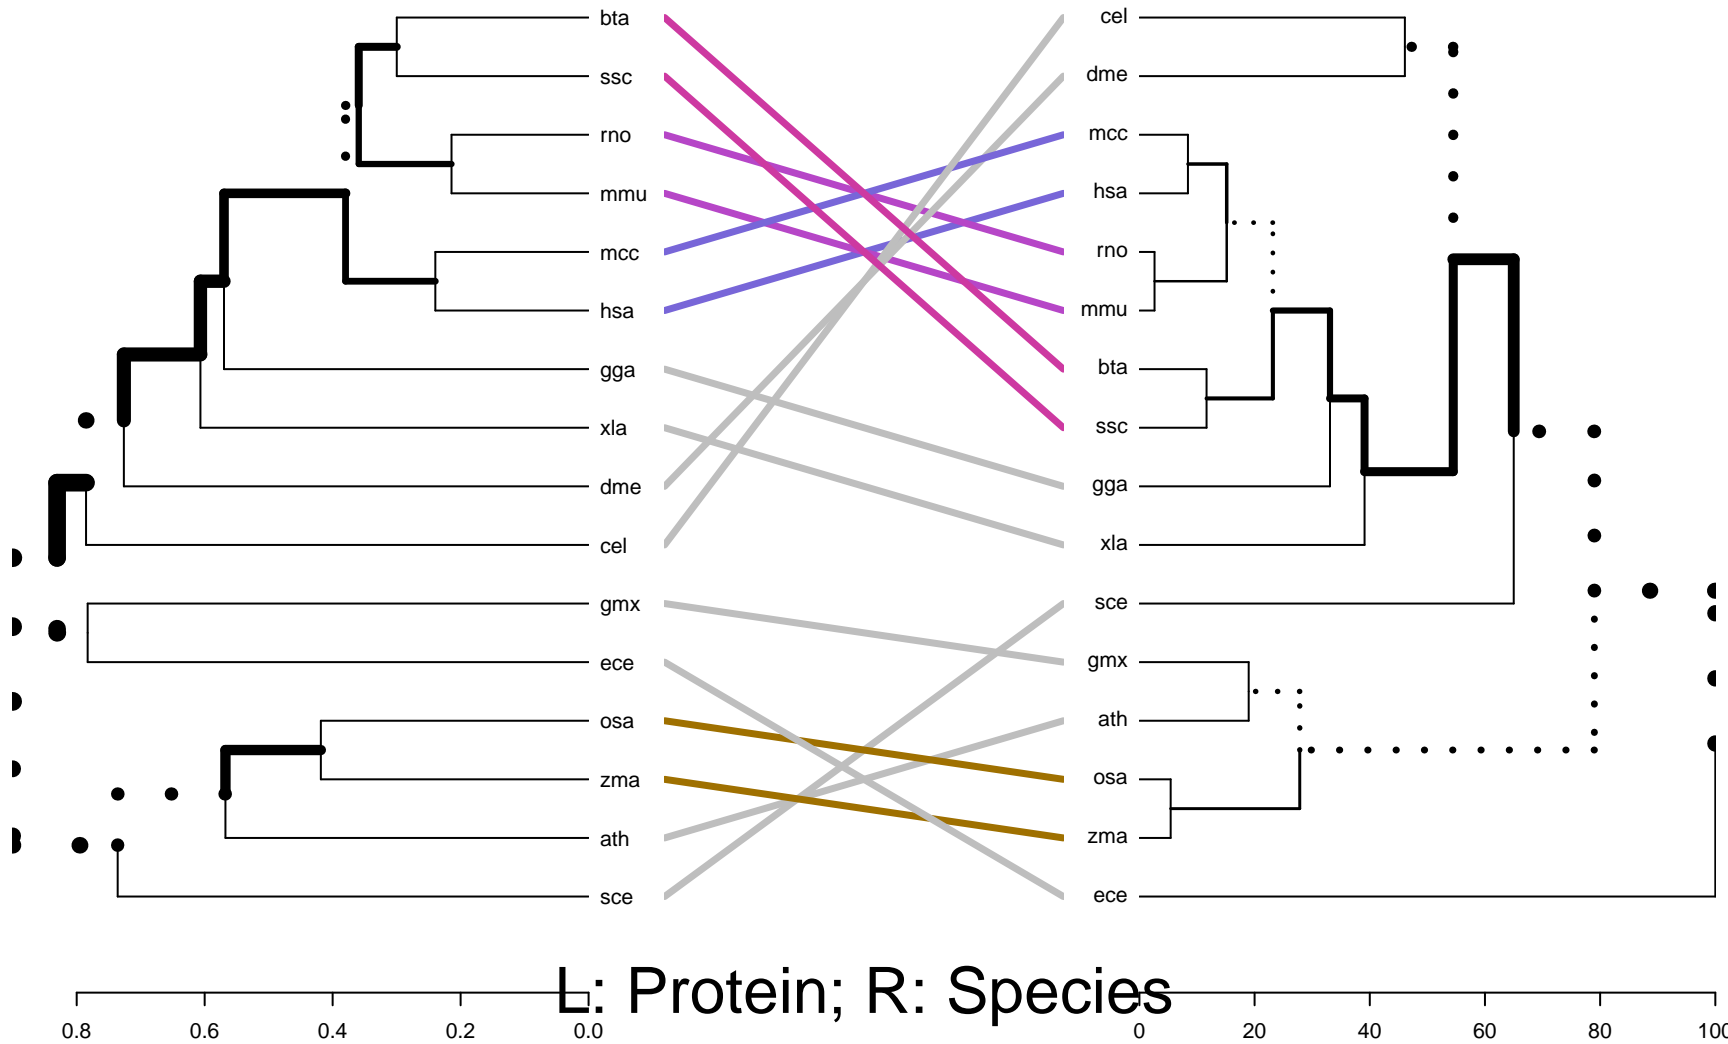 bta cel
ssc dme
rno mcc
mmu hsa
mcc rno
hsa mmu
gga bta
xla ssc
dme gga
cel xla
gmx sce
ece gmx
osa ath
zma osa
ath zma
sce ece
L: Protein; R: Species
0.8 0.6 0.4 0.2 0.0 0 20 40 60 80 100